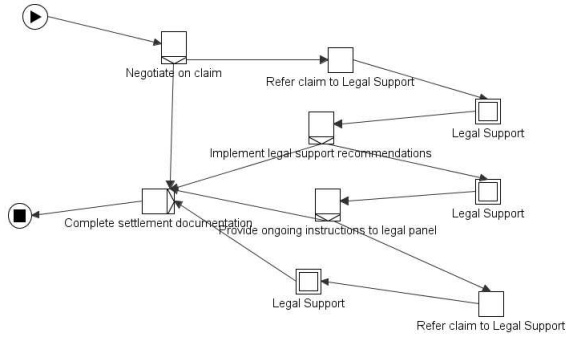 Negotiate on claim
Refer claim to Legal Support
Legal Support
Implement legal support recommendations
Legal Support
Complete settlement documentation
Provide ongoing instructions to legal panel
Legal Support
Refer claim to Legal Support